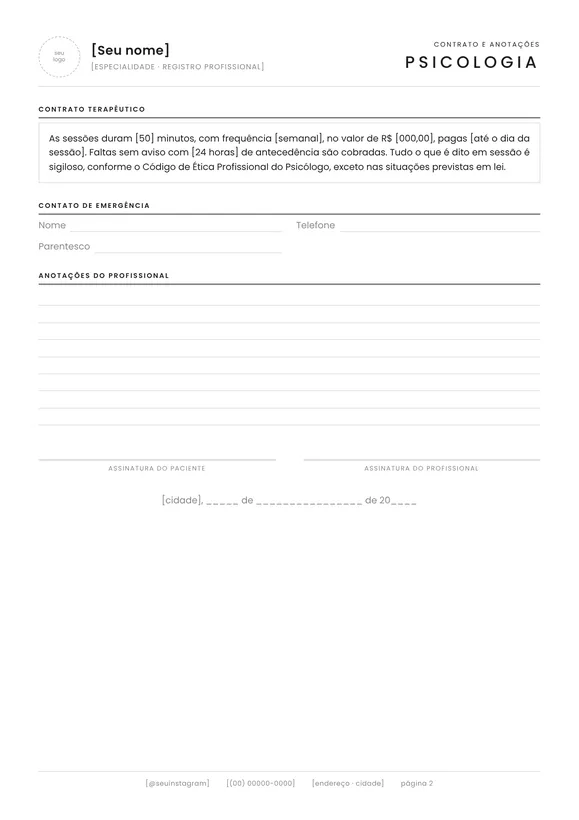 seu
logo
[Seu nome]
[ESPECIALIDADE · REGISTRO PROFISSIONAL]
CONTRATO E ANOTAÇÕES
PSICOLOGIA
CONTRATO TERAPÊUTICO
As sessões duram [50] minutos, com frequência [semanal], no valor de R$ [000,00], pagas [até o dia da
sessão]. Faltas sem aviso com [24 horas] de antecedência são cobradas. Tudo o que é dito em sessão é
sigiloso, conforme o Código de Ética Profissional do Psicólogo, exceto nas situações previstas em lei.
CONTATO DE EMERGÊNCIA
Nome
Telefone
Parentesco
ANOTAÇÕES DO PROFISSIONAL
ASSINATURA DO PACIENTE
ASSINATURA DO PROFISSIONAL
[cidade], _____ de ________________ de 20____
[@seuinstagram] [(00) 00000-0000] [endereço · cidade] página 2